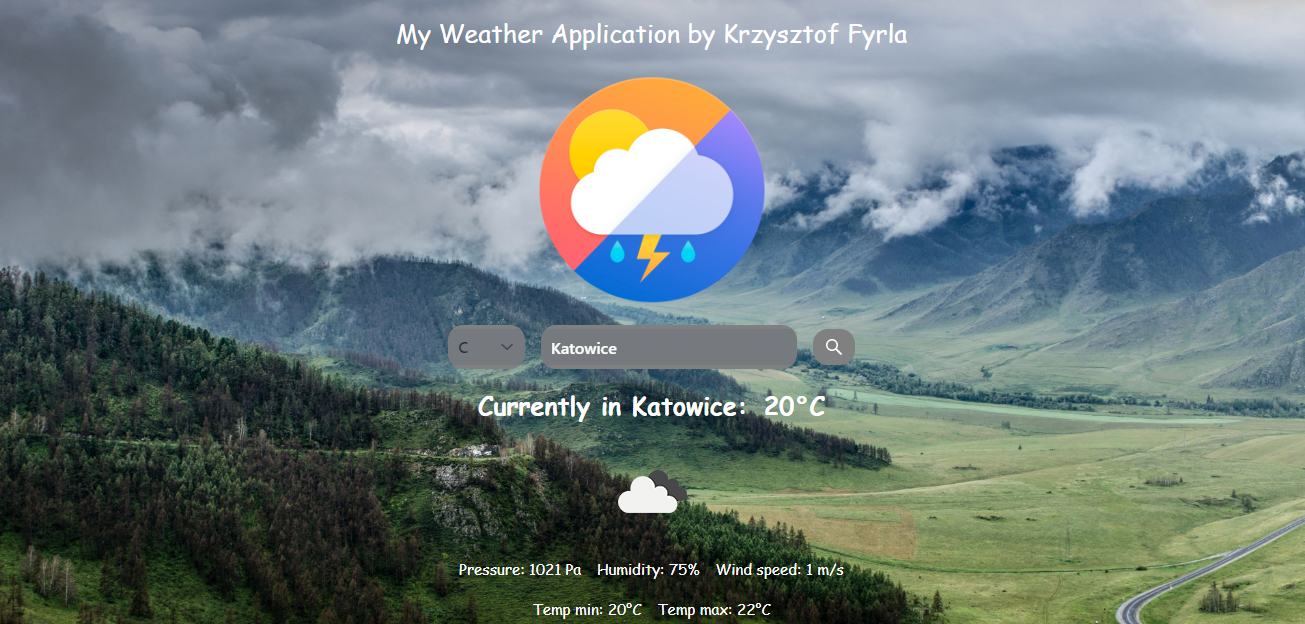 My Weather Application by Krzysztof Fyrla
C Katowice
Currently in Katowice: 20°C
Pressure: 1021 Pa Humidity: 75% Wind speed: 1 m/s
Temp min: 20°C Temp max: 22°C